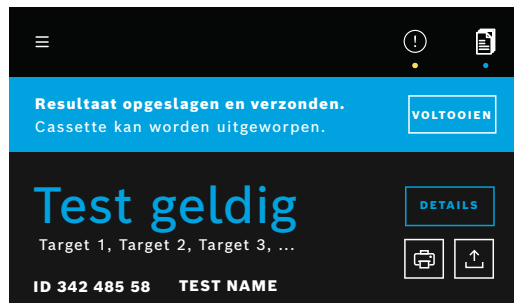 Resultaat opgeslagen en verzonden.
Cassette kan worden uitgeworpen.
VOLTOOIEN
Test geldig
DETAILS
Target 1, Target 2, Target 3, ...
ID 342 485 58 TEST NAME